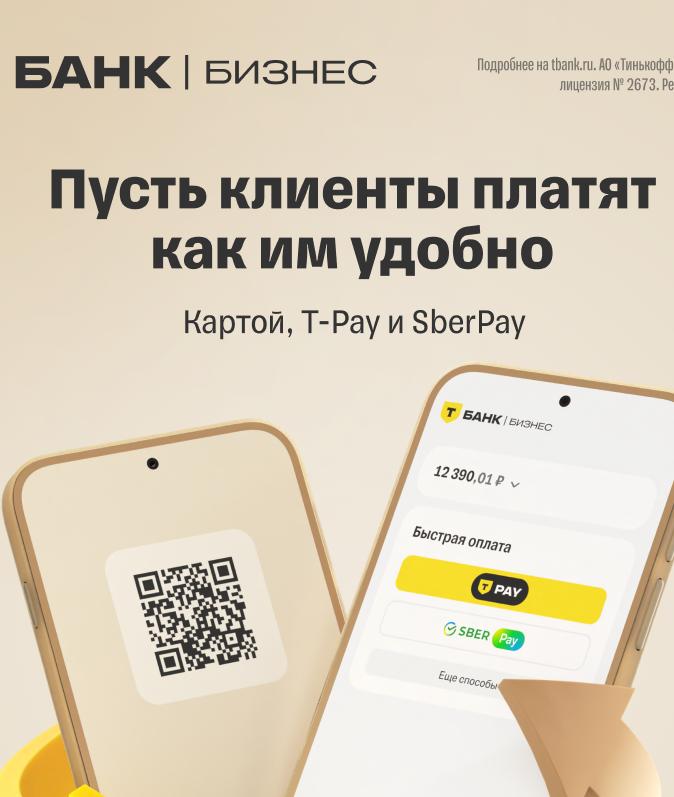 БАНК | БИЗНЕС
Подробнее на tbank.ru. АО «Тинькофф
лицензия № 2673. Ре
Пусть клиенты платят
как им удобно
Картой, T-Pay и SberPay
Т БАНК | БИЗНЕС
12 390,01 ₽
Быстрая оплата
Т PAY
SBER Pay
Еще способы